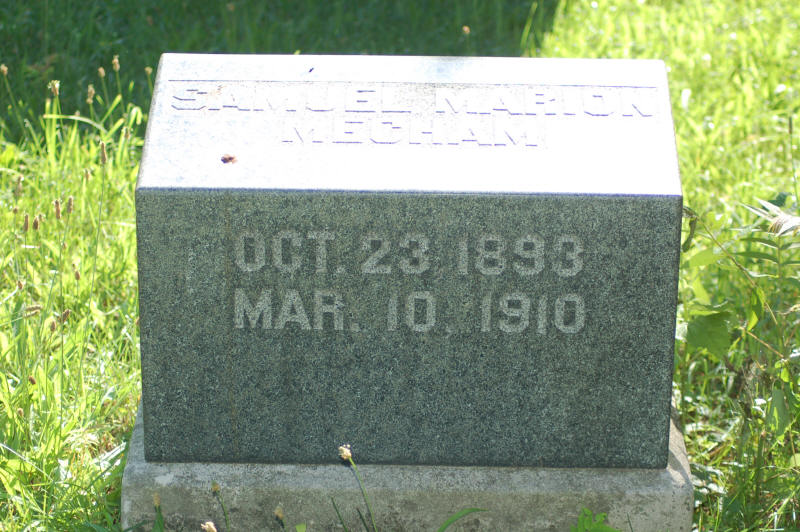 SAMUEL MARION
MECHAM
OCT. 23, 1893
MAR. 10, 1910